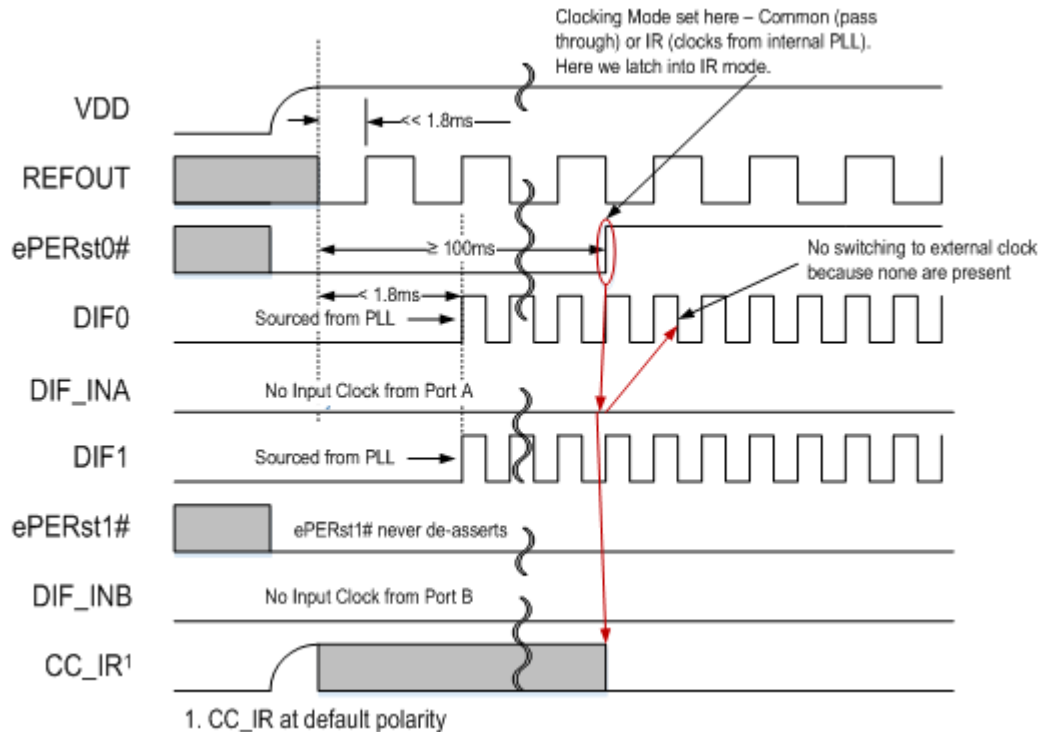 Clocking Mode set here – Common (pass
through) or IR (clocks from internal PLL).
Here we latch into IR mode.
VDD
<< 1.8ms
REFOUT
ePERst0#
≥ 100ms
No switching to external clock
because none are present
< 1.8ms
DIF0
Sourced from PLL
DIF_INA
No Input Clock from Port A
DIF1
Sourced from PLL
ePERst1#
ePERst1# never de-asserts
DIF_INB
No Input Clock from Port B
CC_IR¹
1. CC_IR at default polarity